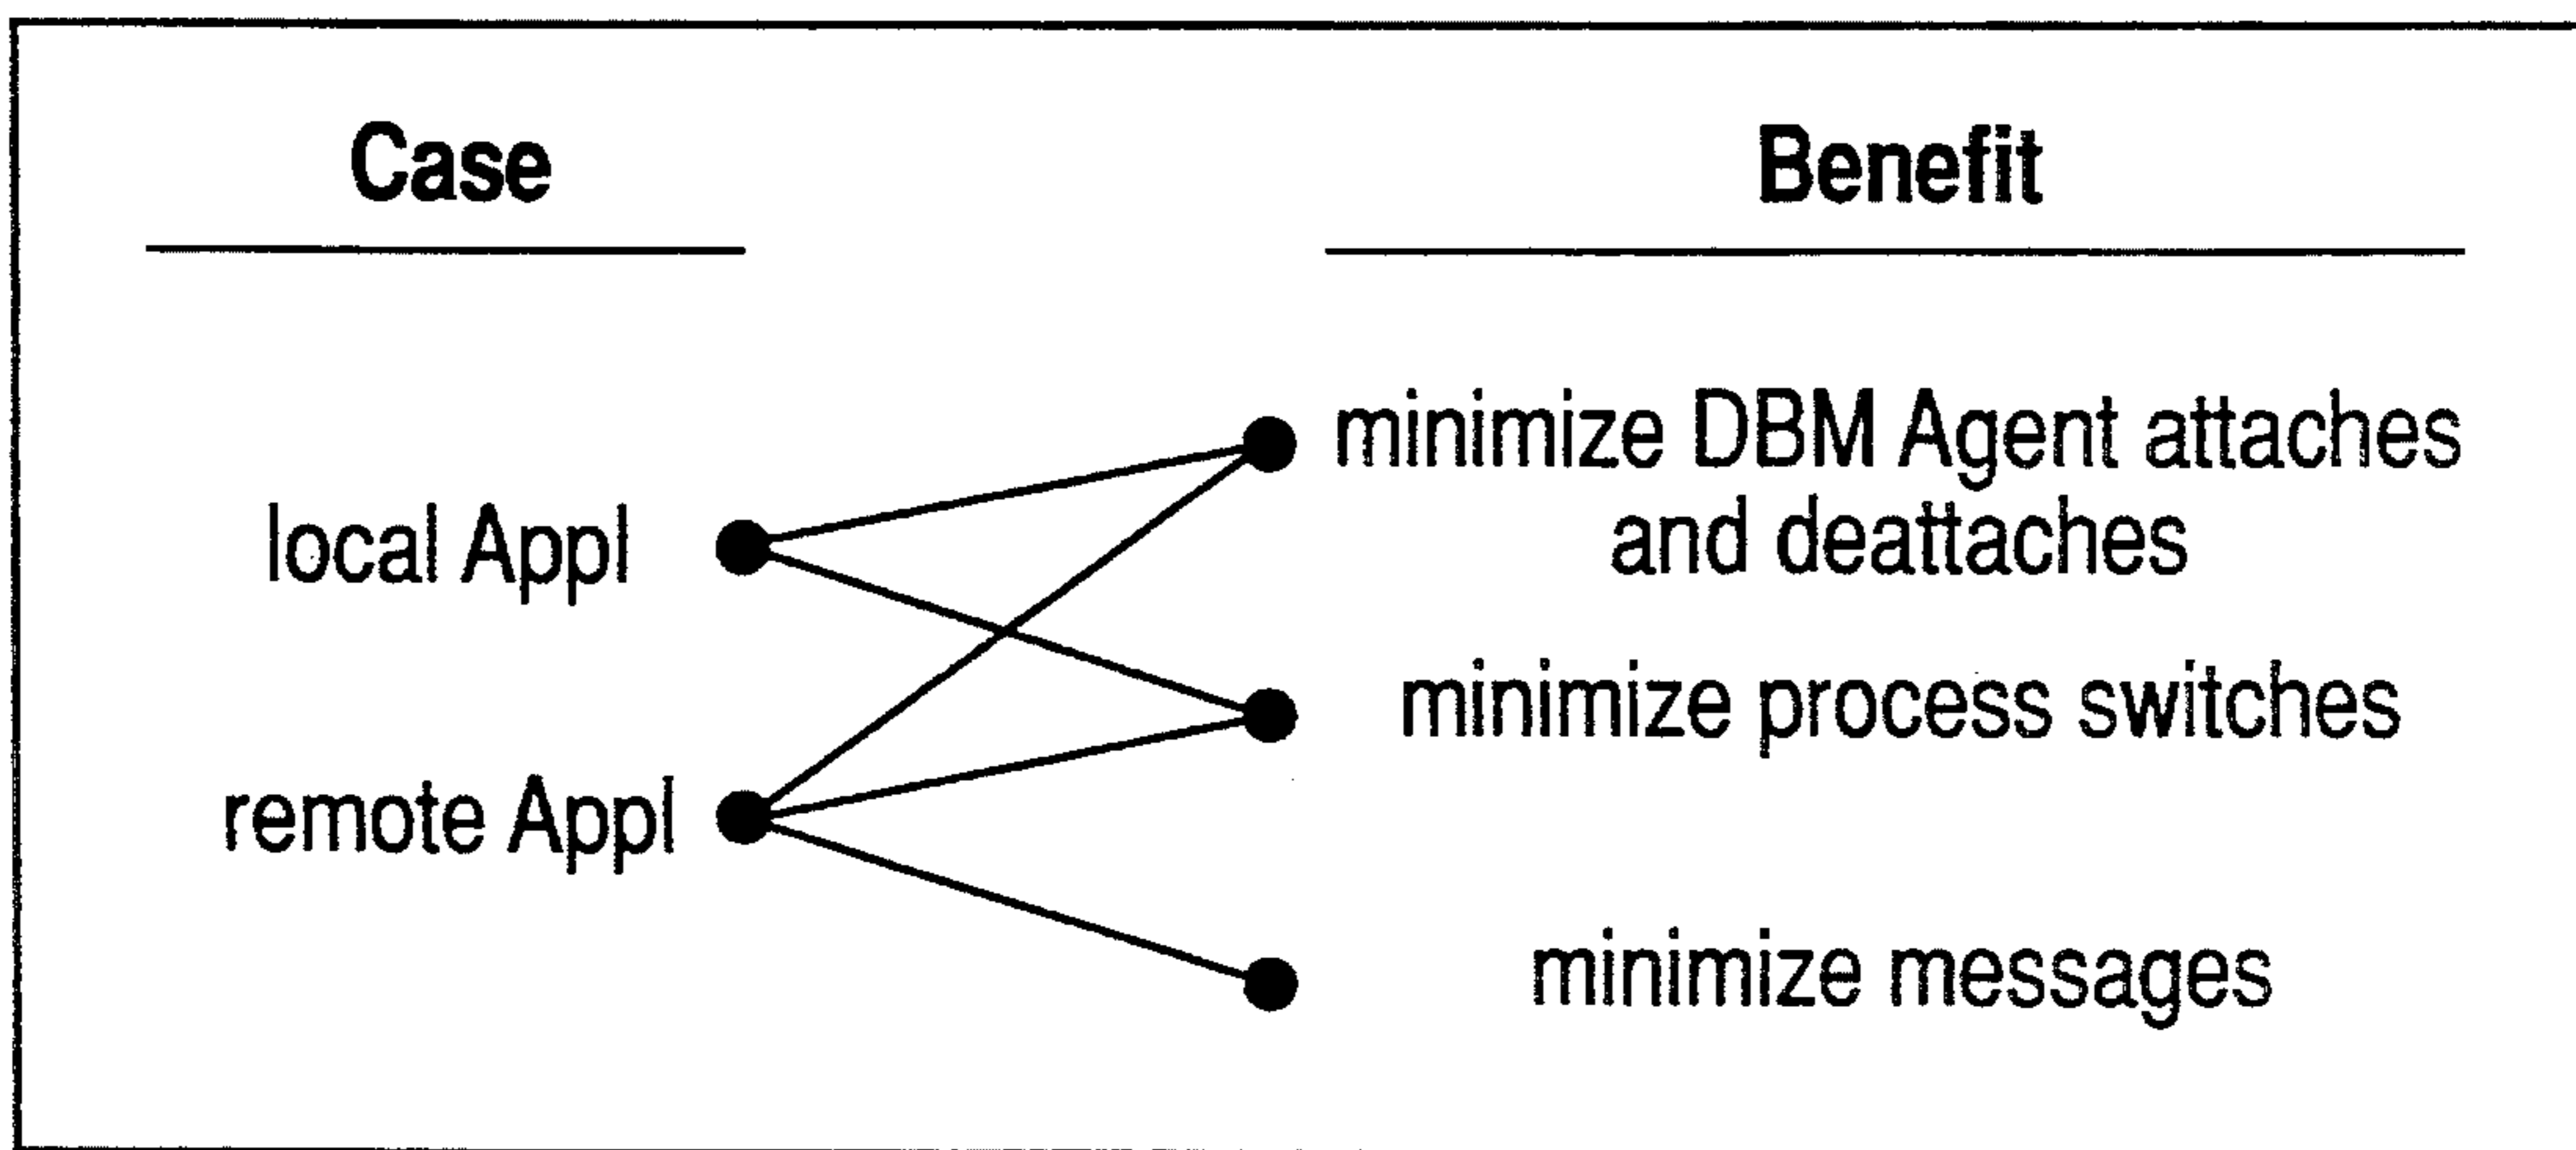 Case
Benefit
local Appl
remote Appl
minimize DBM Agent attaches
and deattaches
minimize process switches
minimize messages